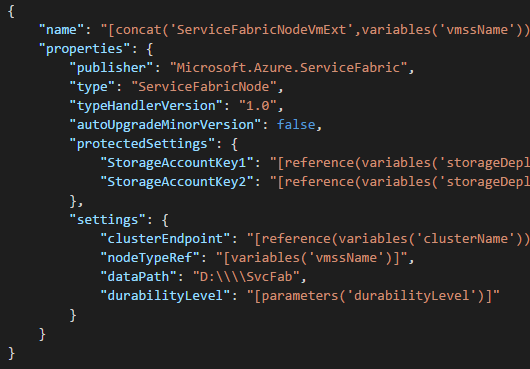 {
"name": "[concat('ServiceFabricNodeVmExt',variables('vmssName'))
"properties": {
"publisher": "Microsoft.Azure.ServiceFabric",
"type": "ServiceFabricNode",
"typeHandlerVersion": "1.0",
"autoUpgradeMinorVersion": false,
"protectedSettings": {
"StorageAccountKey1": "[reference(variables('storageDepl
"StorageAccountKey2": "[reference(variables('storageDepl
},
"settings": {
"clusterEndpoint": "[reference(variables('clusterName'))
"nodeTypeRef": "[variables('vmssName')]",
"dataPath": "D:\\\\SvcFab",
"durabilityLevel": "[parameters('durabilityLevel')]"
}
}
}